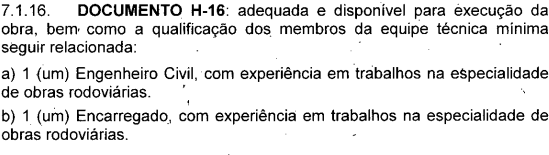 7.1.16. DOCUMENTO H-16: adequada e disponível para execução da
obra, bem como a qualificação dos membros da equipe técnica mínima
seguir relacionada:
a) 1 (um) Engenheiro Civil, com experiência em trabalhos na especialidade
de obras rodoviárias.
b) 1 (um) Encarregado, com experiência em trabalhos na especialidade de
obras rodoviárias.